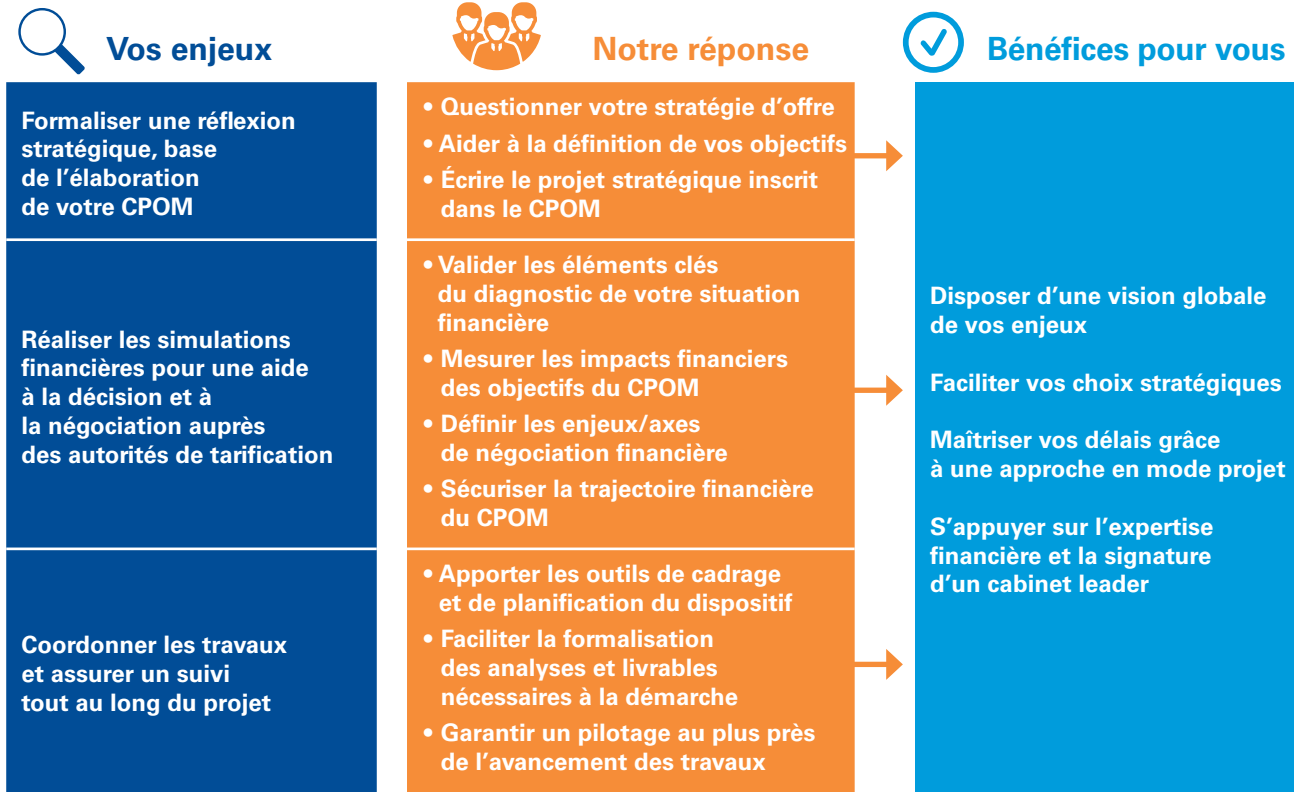 Vos enjeux
Formaliser une réflexion
stratégique, base
de l'élaboration
de votre CPOM
Réaliser les simulations
financières pour une aide
à la décision et à
la négociation auprès
des autorités de tarification
Coordonner les travaux
et assurer un suivi
tout au long du projet
Notre réponse
• Questionner votre stratégie d'offre
• Aider à la définition de vos objectifs
• Écrire le projet stratégique inscrit
dans le CPOM
• Valider les éléments clés
du diagnostic de votre situation
financière
• Mesurer les impacts financiers
des objectifs du CPOM
• Définir les enjeux/axes
de négociation financière
• Sécuriser la trajectoire financière
du CPOM
• Apporter les outils de cadrage
et de planification du dispositif
• Faciliter la formalisation
des analyses et livrables
nécessaires à la démarche
• Garantir un pilotage au plus près
de l'avancement des travaux
Bénéfices pour vous
Disposer d'une vision globale
de vos enjeux
Faciliter vos choix stratégiques
Maîtriser vos délais grâce
à une approche en mode projet
S'appuyer sur l'expertise
financière et la signature
d'un cabinet leader